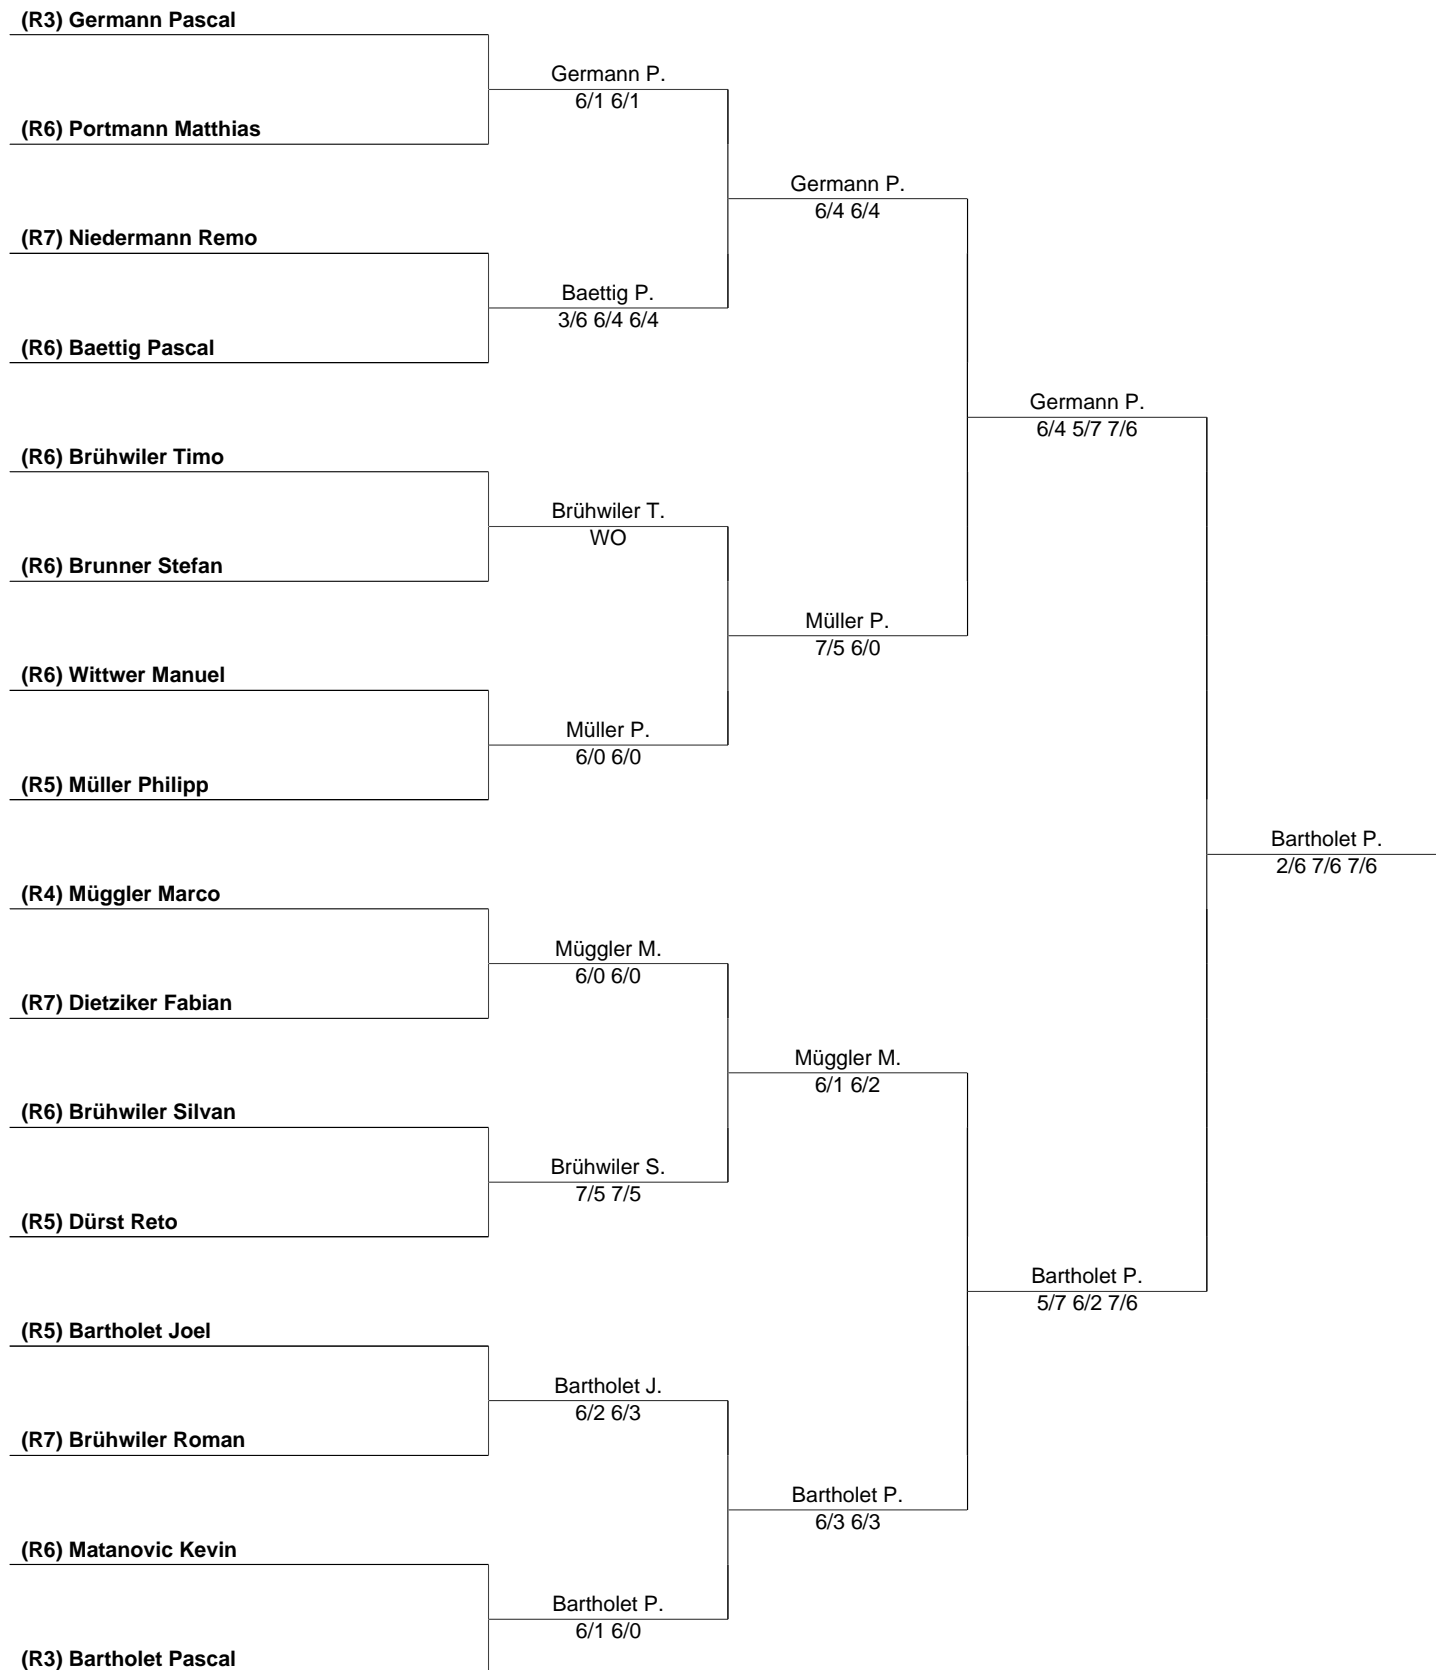 (R3) Germann Pascal
Germann P.
6/1 6/1
(R6) Portmann Matthias
Germann P.
6/4 6/4
(R7) Niedermann Remo
Baettig P.
3/6 6/4 6/4
(R6) Baettig Pascal
Germann P.
6/4 5/7 7/6
(R6) Brühwiler Timo
Brühwiler T.
WO
(R6) Brunner Stefan
Müller P.
7/5 6/0
(R6) Wittwer Manuel
Müller P.
6/0 6/0
(R5) Müller Philipp
Bartholet P.
2/6 7/6 7/6
(R4) Müggler Marco
Müggler M.
6/0 6/0
(R7) Dietziker Fabian
Müggler M.
6/1 6/2
(R6) Brühwiler Silvan
Brühwiler S.
7/5 7/5
(R5) Dürst Reto
Bartholet P.
5/7 6/2 7/6
(R5) Bartholet Joel
Bartholet J.
6/2 6/3
(R7) Brühwiler Roman
Bartholet P.
6/3 6/3
(R6) Matanovic Kevin
Bartholet P.
6/1 6/0
(R3) Bartholet Pascal